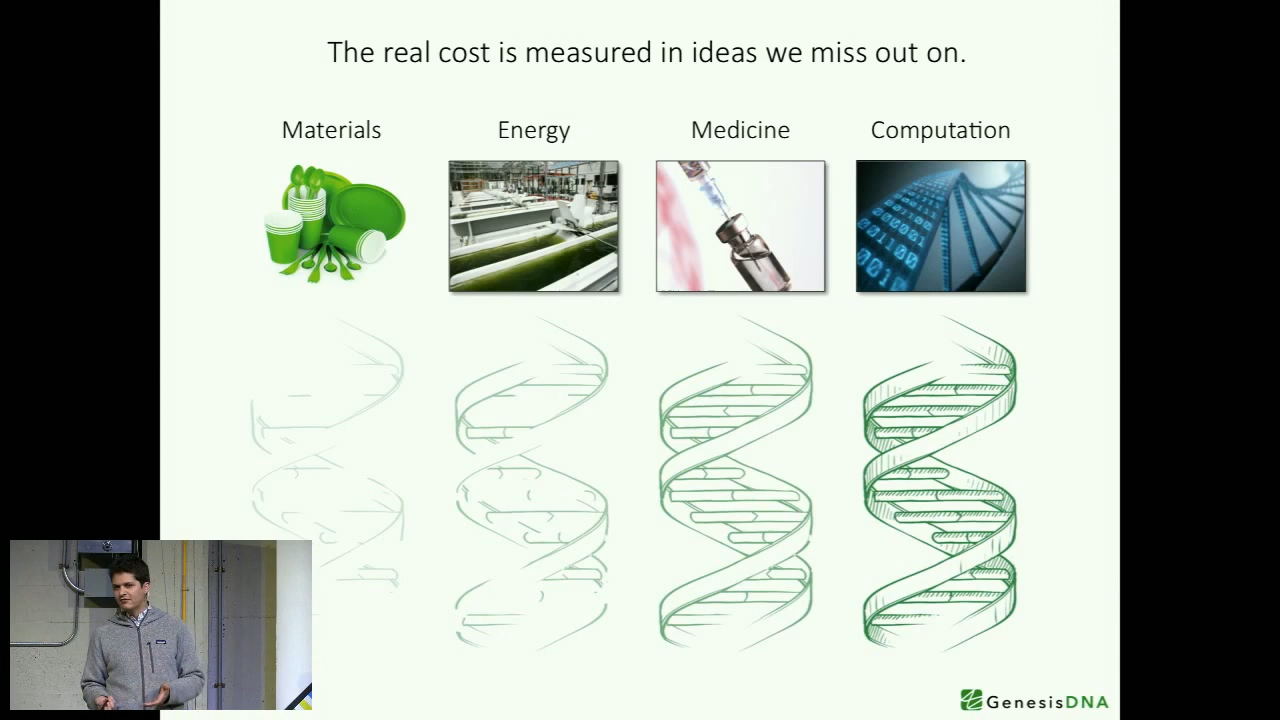 The real cost is measured in ideas we miss out on.
Materials Energy Medicine Computation
GenesisDNA